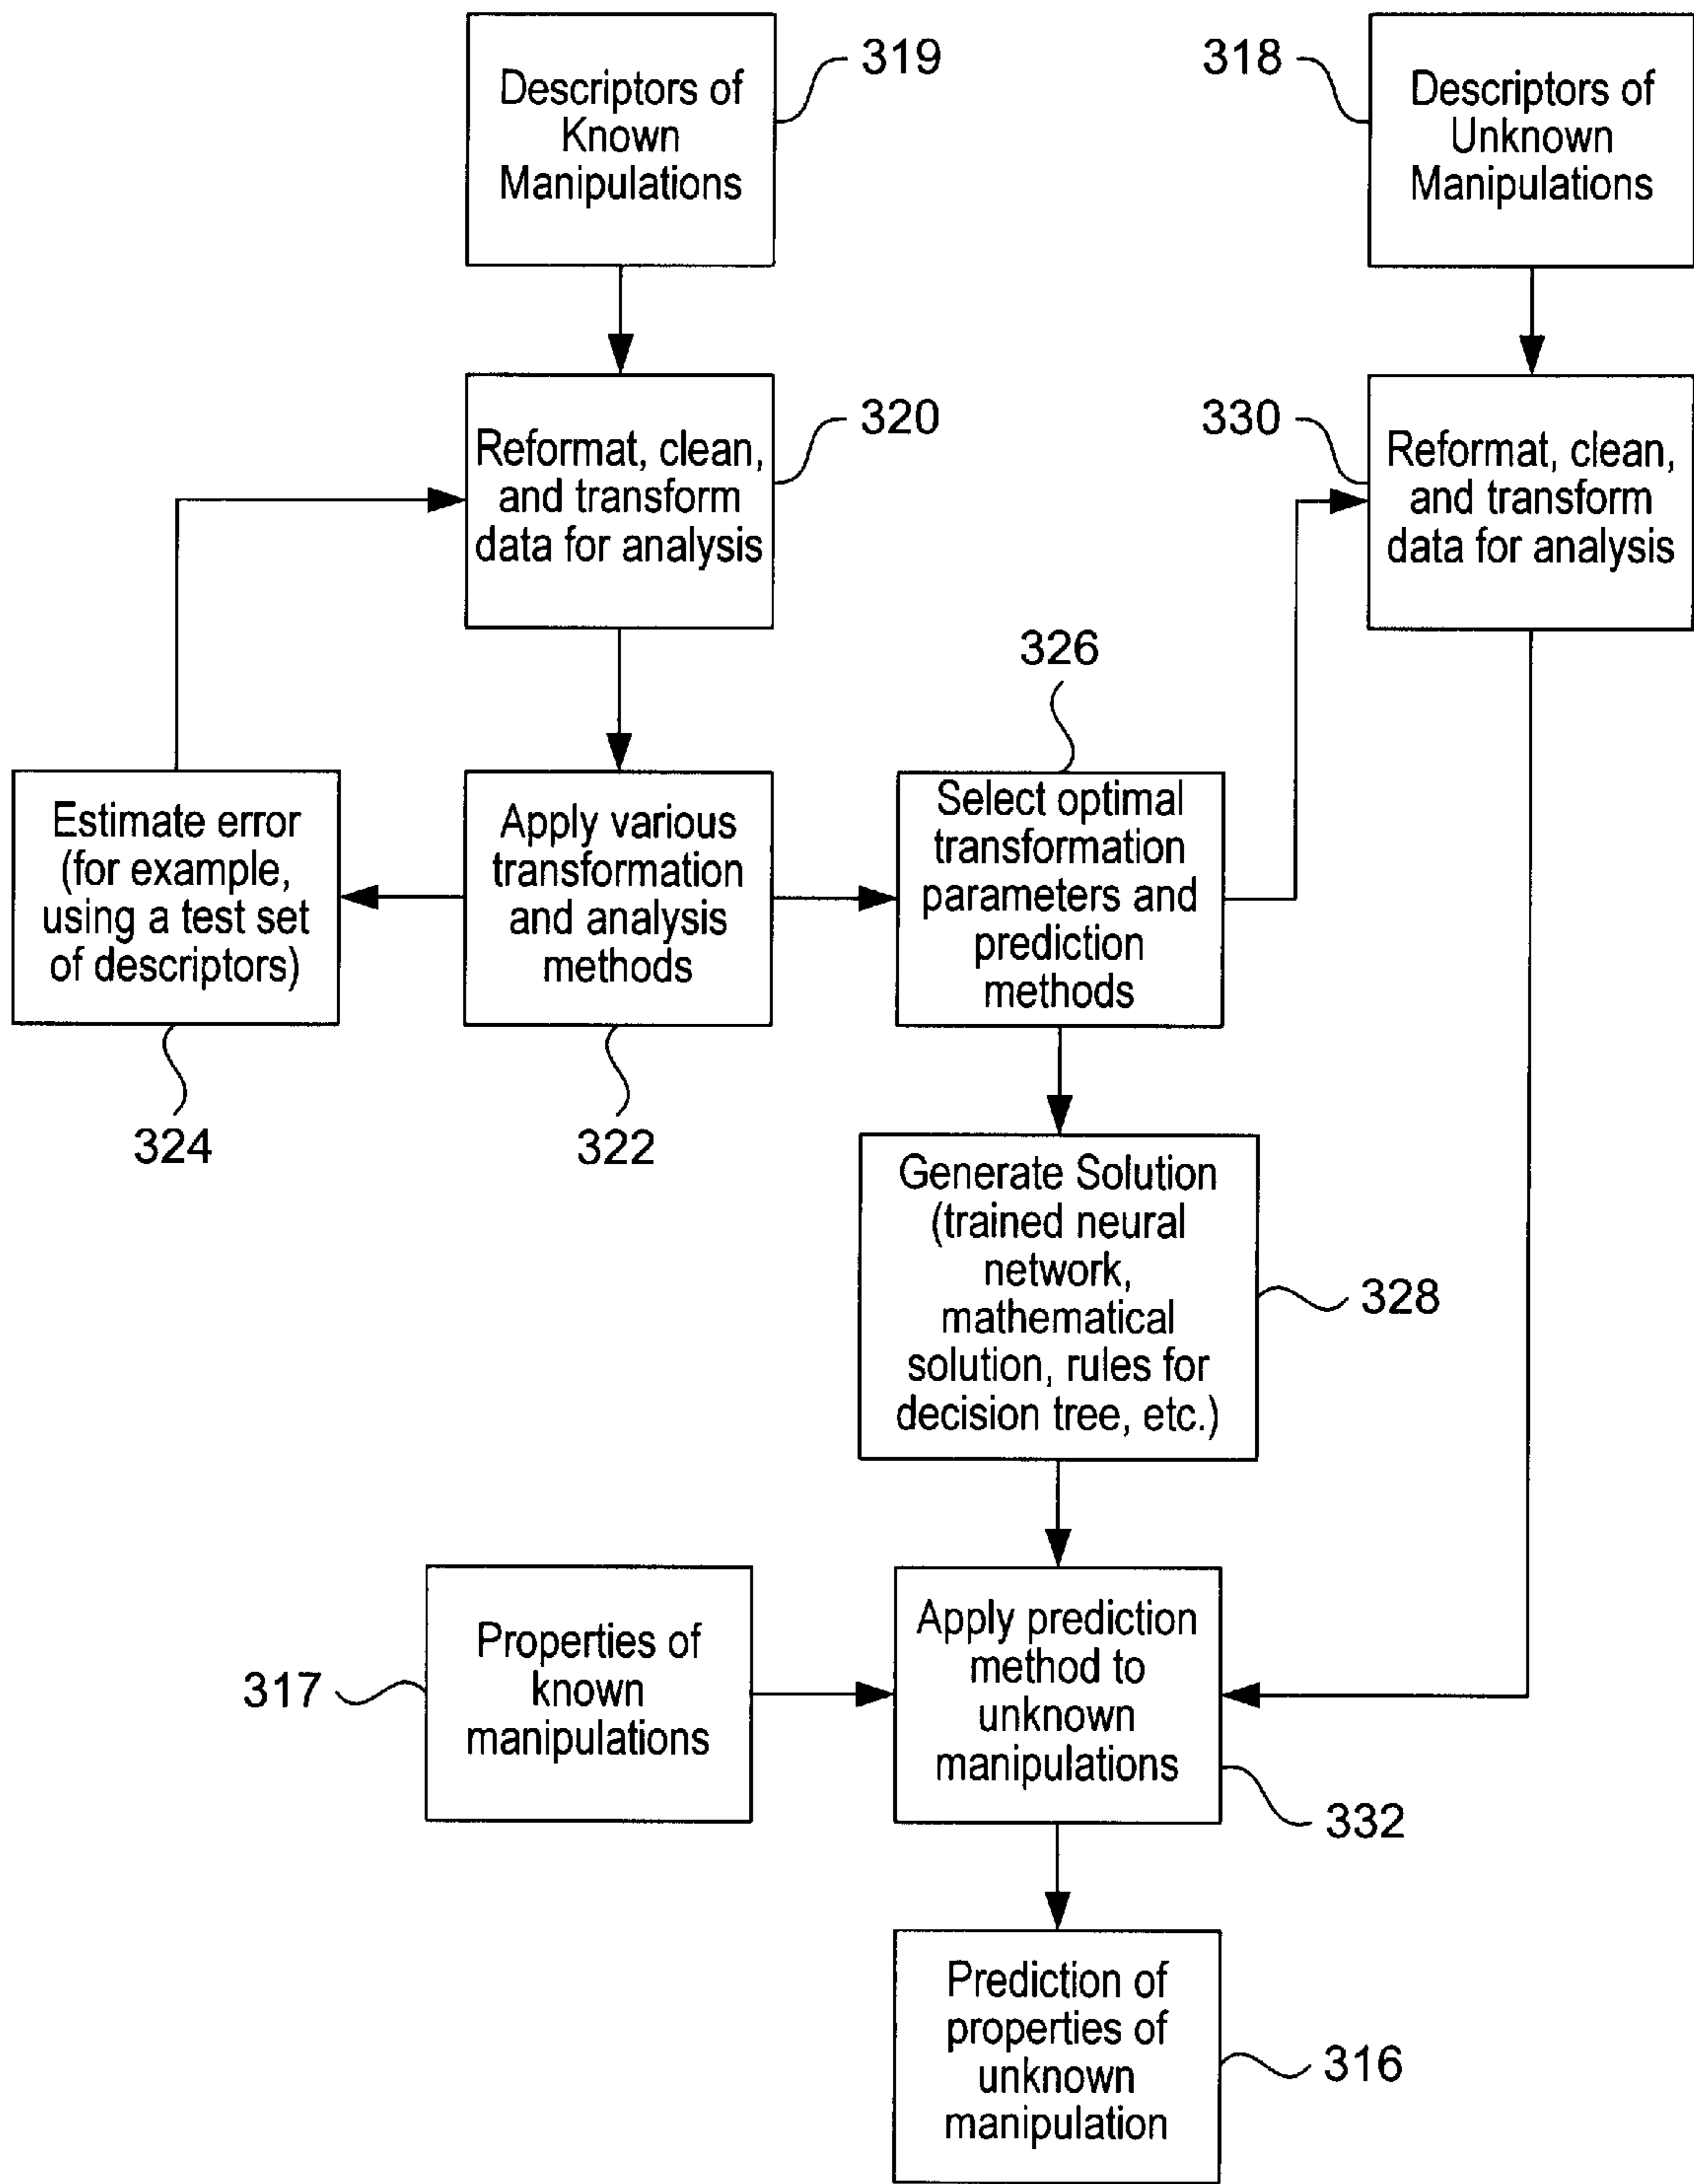 Descriptors of
Known
Manipulations
319
318
Descriptors of
Unknown
Manipulations
Reformat, clean,
and transform
data for analysis
320
330
Reformat, clean,
and transform
data for analysis
326
Estimate error
(for example,
using a test set
of descriptors)
324
Apply various
transformation
and analysis
methods
322
Select optimal
transformation
parameters and
prediction
methods
Generate Solution
(trained neural
network,
mathematical
solution, rules for
decision tree, etc.)
328
317
Properties of
known
manipulations
Apply prediction
method to
unknown
manipulations
332
Prediction of
properties of
unknown
manipulation
316